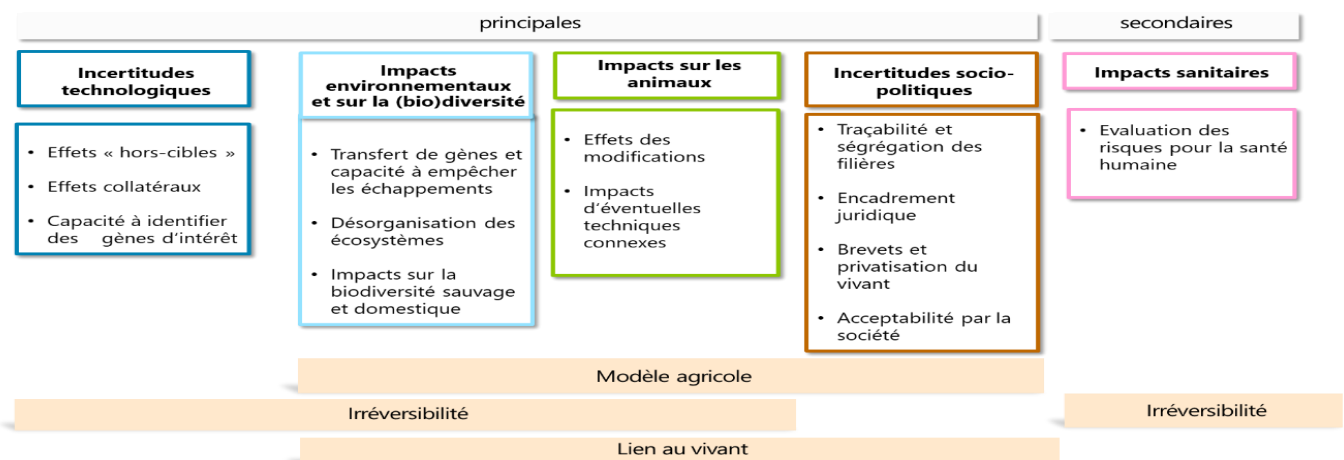 principales
secondaires
Incertitudes
technologiques
• Effets « hors-cibles »
• Effets collatéraux
• Capacité à identifier
des gènes d'intérêt
Impacts
environnementaux
et sur la (bio)diversité
• Transfert de gènes et
capacité à empêcher
les échappements
• Désorganisation des
écosystèmes
• Impacts sur la
biodiversité sauvage
et domestique
Impacts sur les
animaux
• Effets des
modifications
• Impacts
d'éventuelles
techniques
connexes
Incertitudes socio-
politiques
• Traçabilité et
ségrégation des
filières
• Encadrement
juridique
• Brevets et
privatisation du
vivant
• Acceptabilité par la
société
Impacts sanitaires
• Evaluation des
risques pour la santé
humaine
Modèle agricole
Irréversibilité
Irréversibilité
Lien au vivant